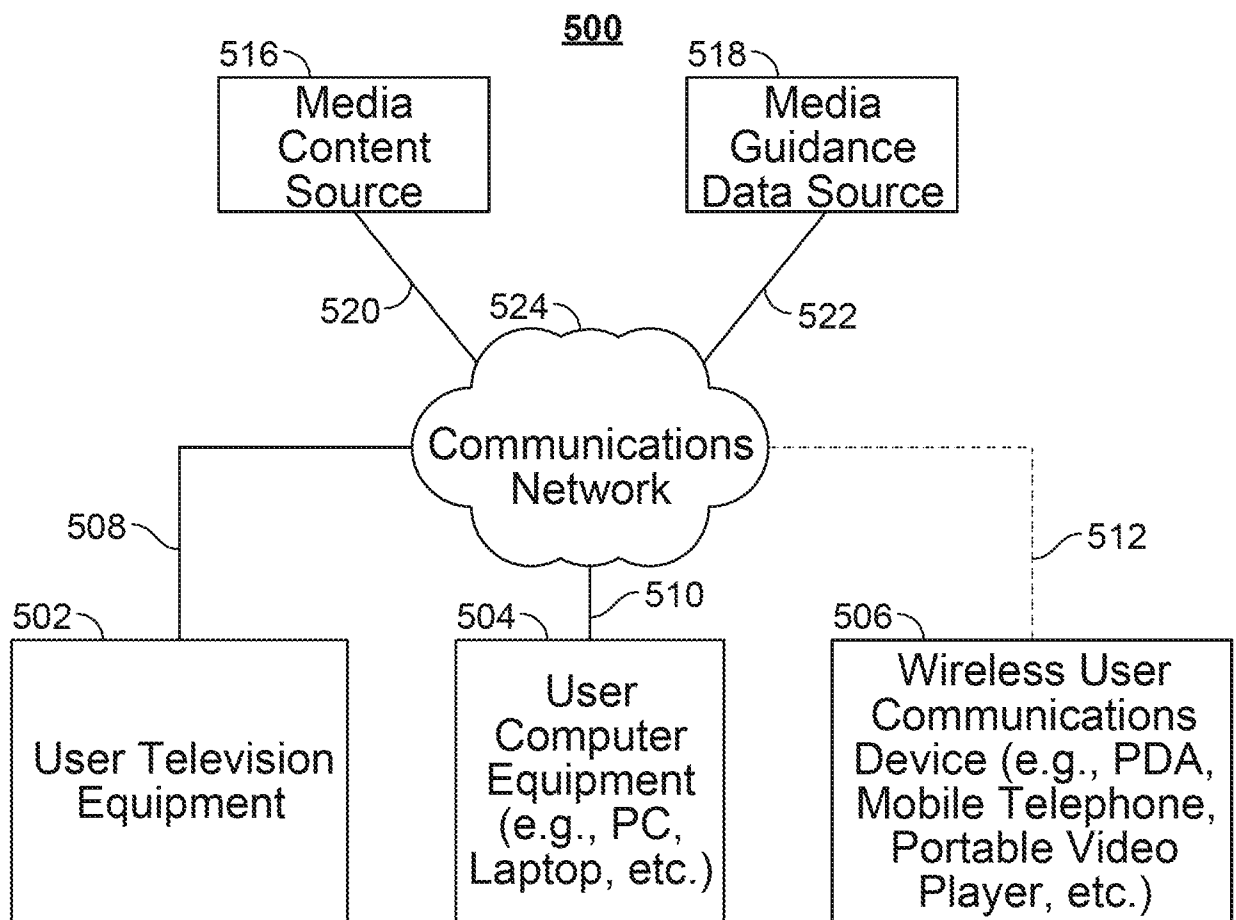 500
516
Media
Content
Source
518
Media
Guidance
Data Source
520
524
522
Communications
Network
508
510
512
502
User Television
Equipment
504
User
Computer
Equipment
(e.g., PC,
Laptop, etc.)
506
Wireless User
Communications
Device (e.g., PDA,
Mobile Telephone,
Portable Video
Player, etc.)